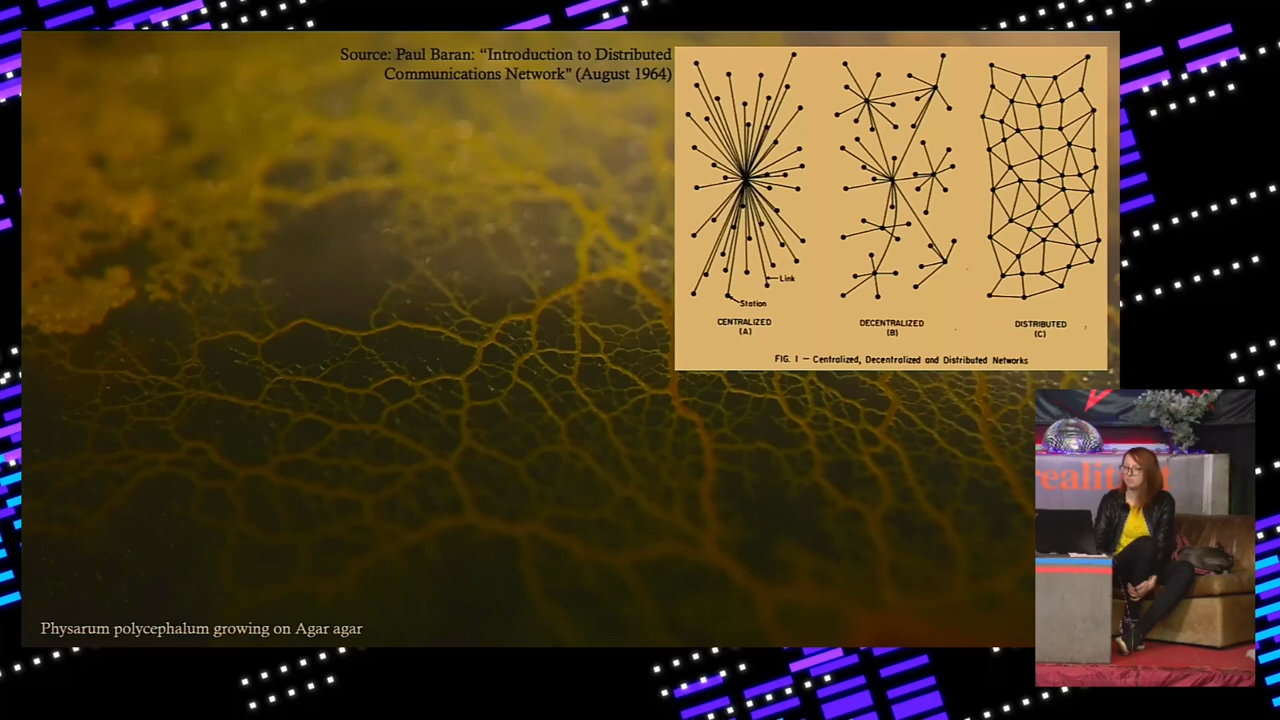 Source: Paul Baran: “Introduction to Distributed
Communications Network" (August 1964)
Link
Station
CENTRALIZED
(A)
DECENTRALIZED
(B)
DISTRIBUTED
(C)
FIG. 1 — Centralized, Decentralized and Distributed Networks
Physarum polycephalum growing on Agar agar